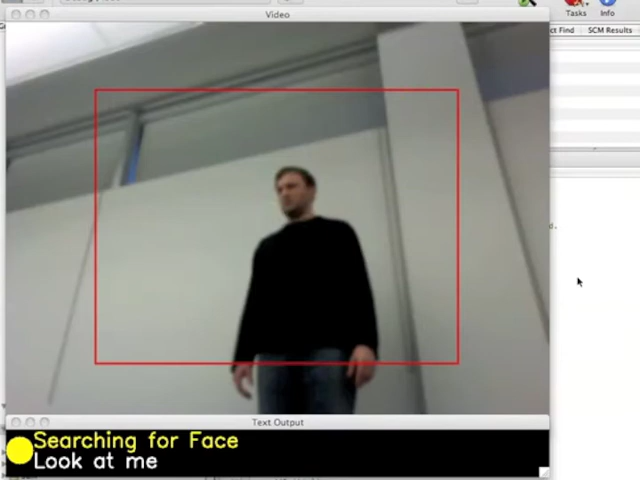 Video
Tasks
Info
ct Find
SCM Results
Text Output
Searching for Face
Look at me